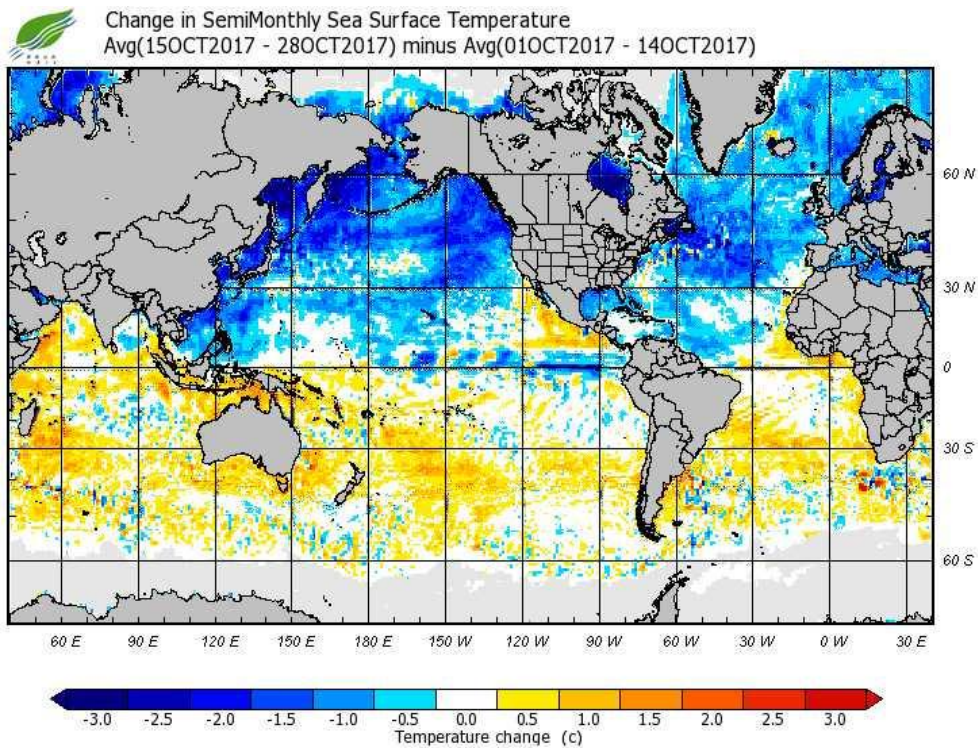 Change in SemiMonthly Sea Surface Temperature
Avg(15OCT2017 - 28OCT2017) minus Avg(01OCT2017 - 14OCT2017)
60 N
30 N
0
30 S
60 S
60 E 90 E 120 E 150 E 180 E 150 W 120 W 90 W 60 W 30 W 0 W 30 E
-3.0 -2.5 -2.0 -1.5 -1.0 -0.5 0.0 0.5 1.0 1.5 2.0 2.5 3.0
Temperature change (c)